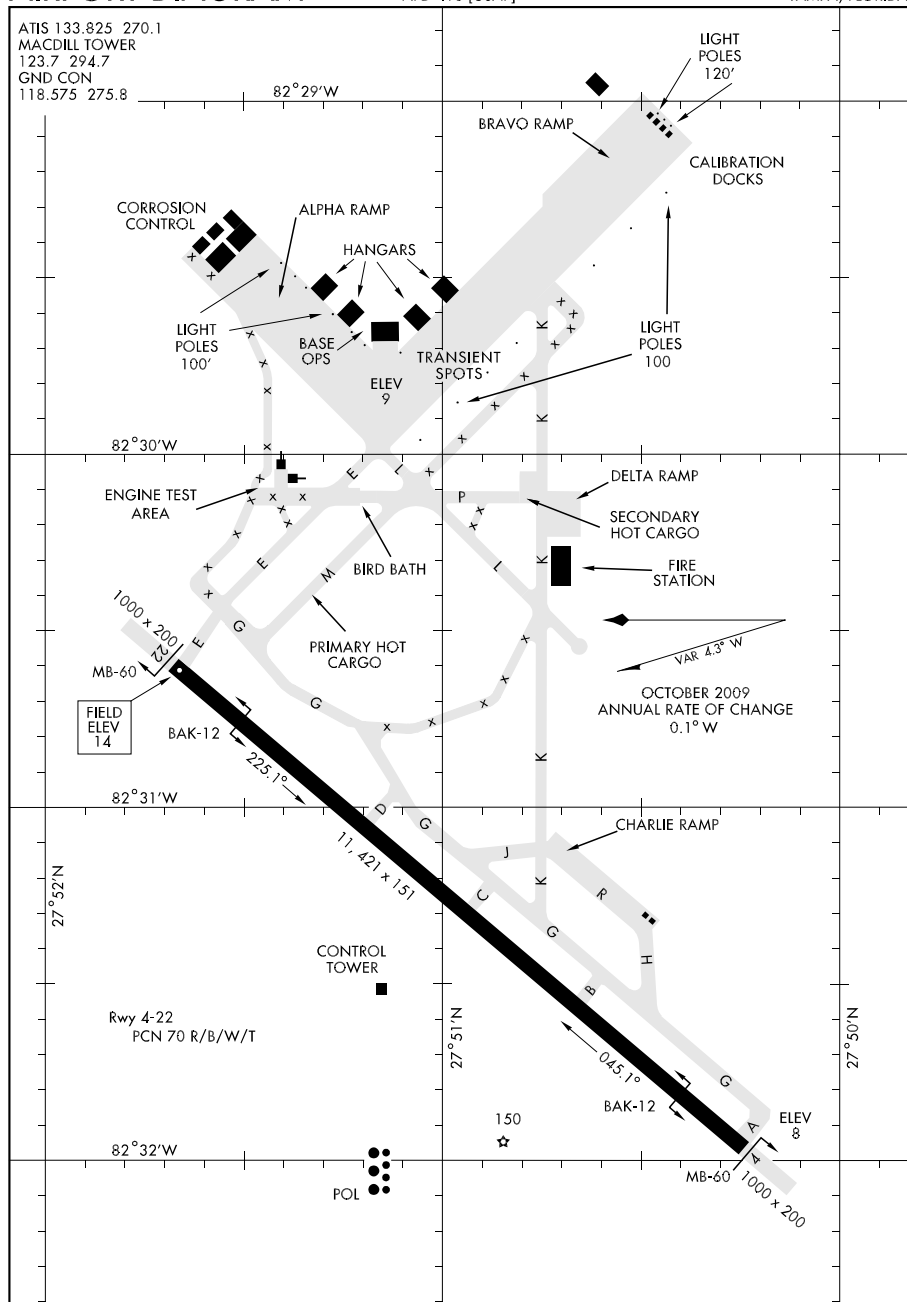 ATIS 133.825 270.1
MACDILL TOWER
123.7 294.7
GND CON
118.575 275.8
82°29'W
LIGHT
POLES
120'
BRAVO RAMP
CALIBRATION
DOCKS
CORROSION
CONTROL
ALPHA RAMP
HANGARS
LIGHT
POLES
100'
BASE
OPS
TRANSIENT
SPOTS
ELEV
9
LIGHT
POLES
100
K
K
82°30'W
E
L
P
DELTA RAMP
ENGINE TEST
AREA
SECONDARY
HOT CARGO
BIRD BATH
E
M
L
K
FIRE
STATION
1000 x 200
22
E
G
PRIMARY HOT
CARGO
VAR 4.3° W
MB-60
FIELD
ELEV
14
OCTOBER 2009
ANNUAL RATE OF CHANGE
0.1° W
G
BAK-12
225.1°
K
82°31'W
D
G
CHARLIE RAMP
11, 421 x 151
J
K
C
R
G
H
27°52'N
CONTROL
TOWER
B
Rwy 4-22
PCN 70 R/B/W/T
27°51'N
27°50'N
045.1°
G
BAK-12
A
ELEV
8
150
82°32'W
4
MB-60
1000 x 200
POL